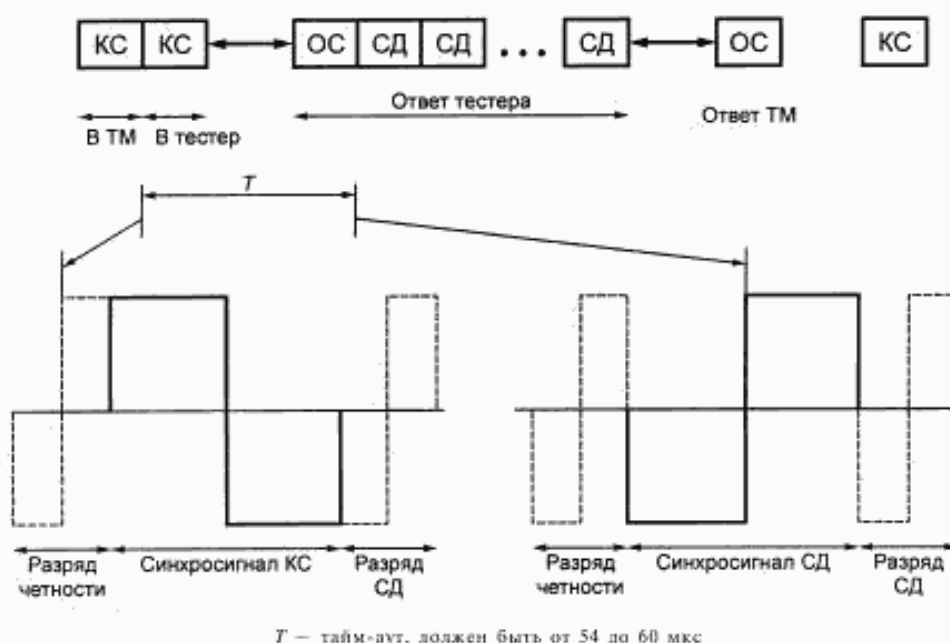 КС КС ОС СД СД ... СД ОС КС
Ответ тестера
В ТМ В тестер
Ответ ТМ
T
Разряд четности
Синхросигнал КС
Разряд СД
Разряд четности
Синхросигнал СД
Разряд СД
T — тайм-аут, должен быть от 54 до 60 мкс